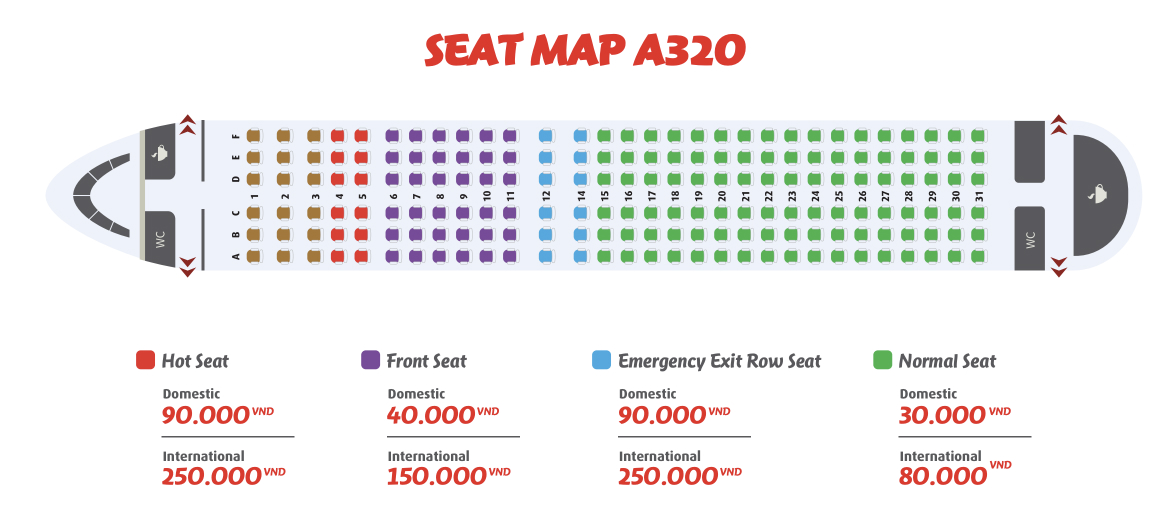 SEAT MAP A320
F
E
D
C
B
A
1 2 3 4 5 6 7 8 9 10 11 12 14 15 16 17 18 19 20 21 22 23 24 25 26 27 28 29 30 31
WC
WC
Hot Seat
Domestic
90.000 VND
International
250.000 VND
Front Seat
Domestic
40.000 VND
International
150.000 VND
Emergency Exit Row Seat
Domestic
90.000 VND
International
250.000 VND
Normal Seat
Domestic
30.000 VND
International
80.000 VND